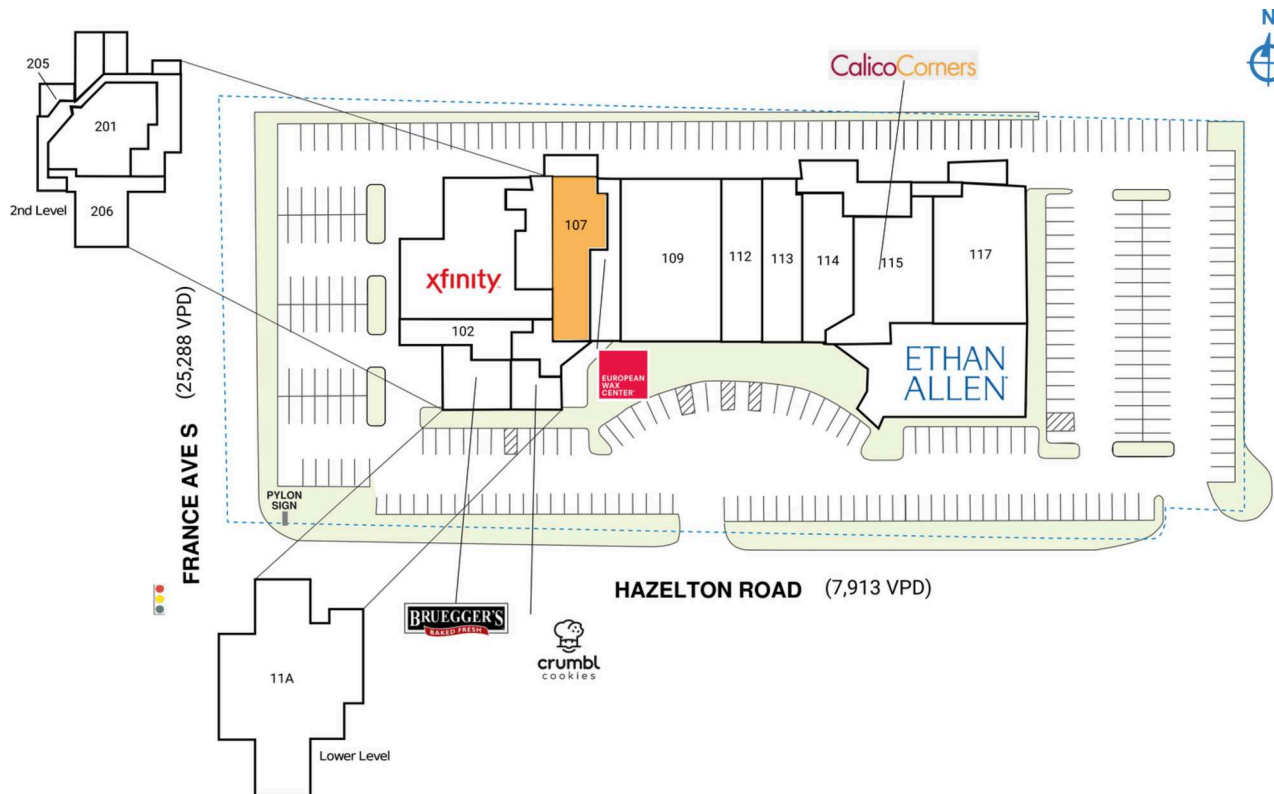 N
CalicoCorners
205
201
2nd Level
206
107
109
112
113
114
115
117
xfinity
102
EUROPEAN
WAX
CENTER
ETHAN
ALLEN
(25,288 VPD)
FRANCE AVE S
PYLON
SIGN
HAZELTON ROAD (7,913 VPD)
BRUEGGER'S
BAKED FRESH
crumbl
cookies
11A
Lower Level